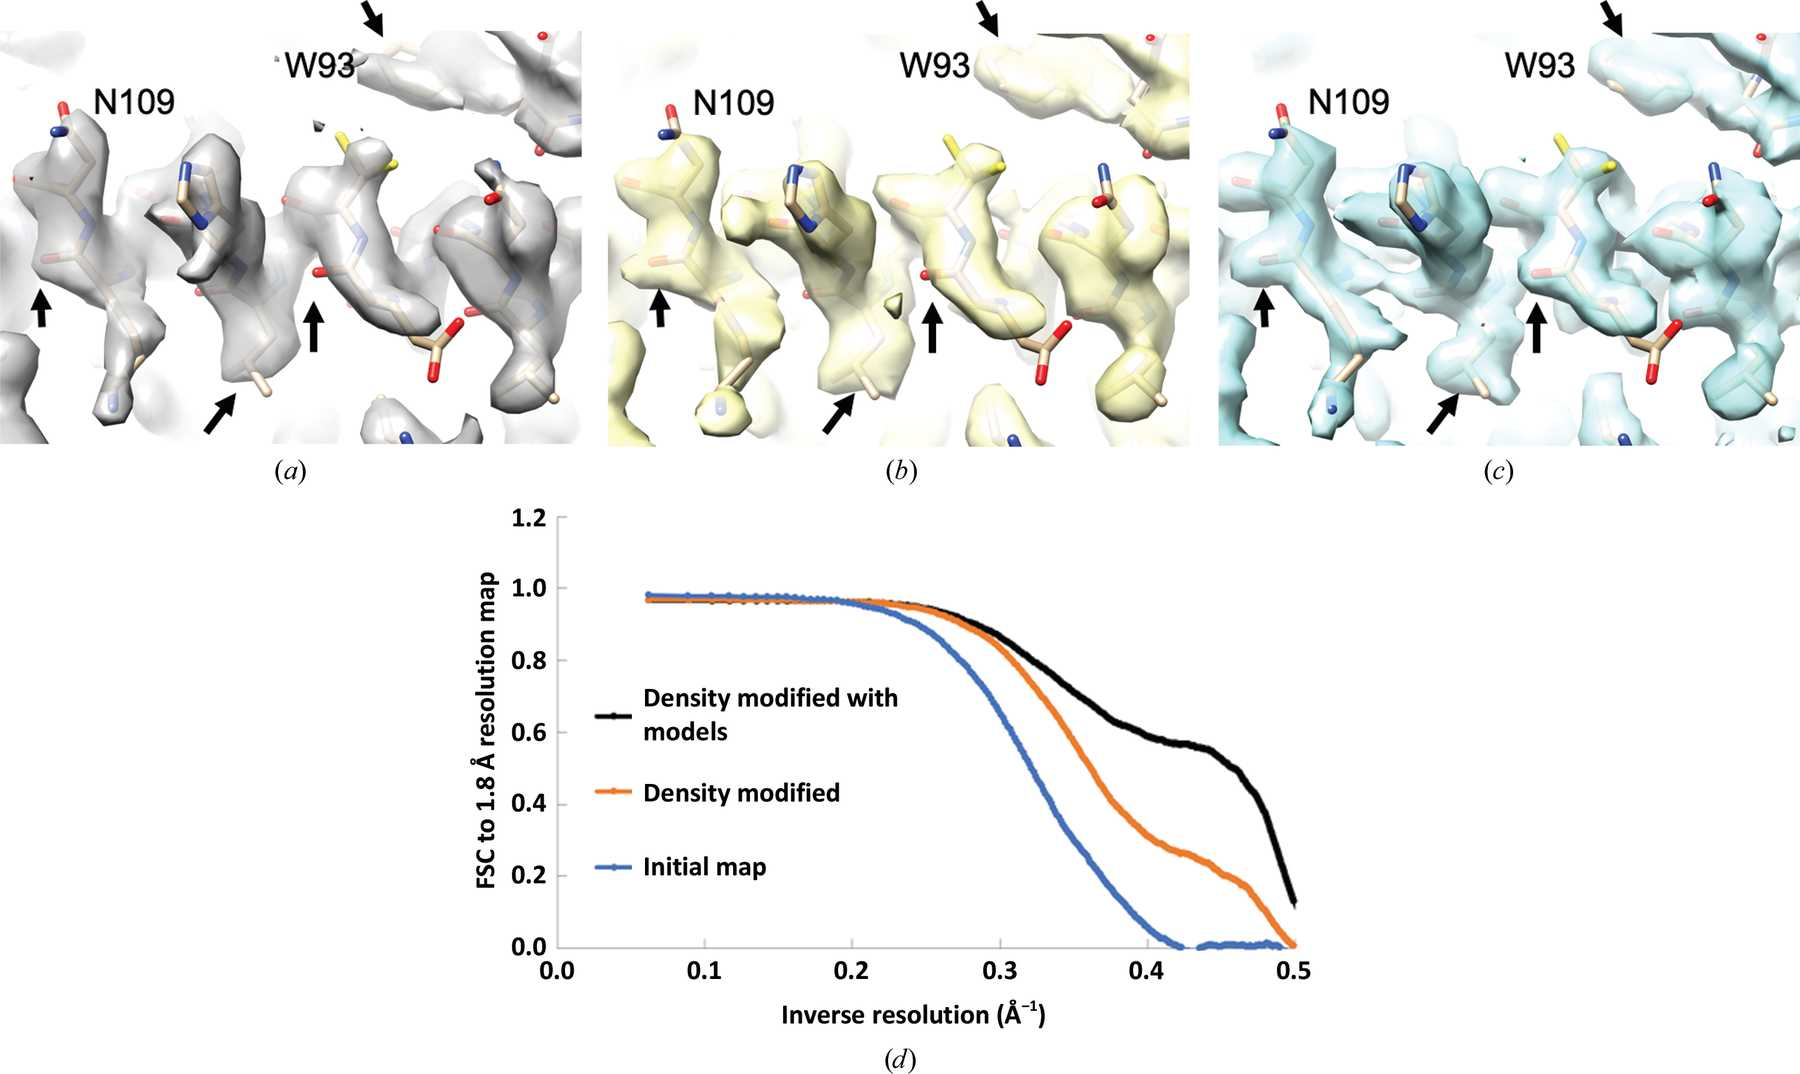 W93
N109
W93
N109
W93
N109
(a)
(b)
(c)
FSC to 1.8 Å resolution map
1.2
1.0
0.8
0.6
0.4
0.2
0.0
Density modified with
models
Density modified
Initial map
0.0
0.1
0.2
0.3
0.4
0.5
Inverse resolution (Å⁻¹)
(d)